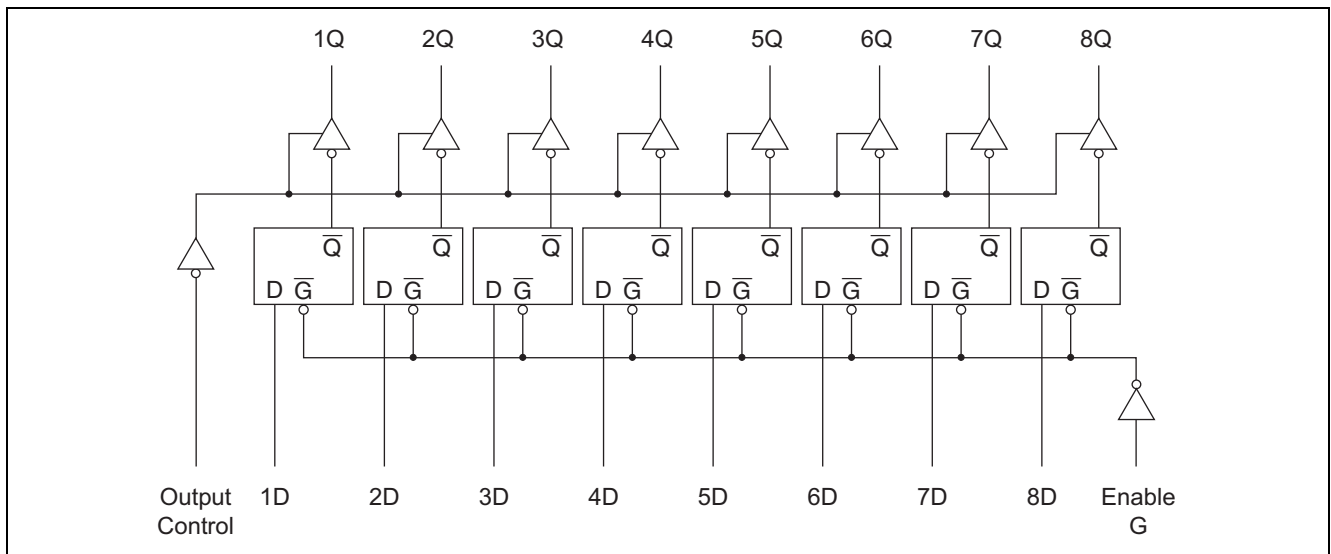 1Q 2Q 3Q 4Q 5Q 6Q 7Q 8Q
Q̅ Q̅ Q̅ Q̅ Q̅ Q̅ Q̅ Q̅
D G̅ D G̅ D G̅ D G̅ D G̅ D G̅ D G̅ D G̅
Output 1D 2D 3D 4D 5D 6D 7D 8D Enable
Control G